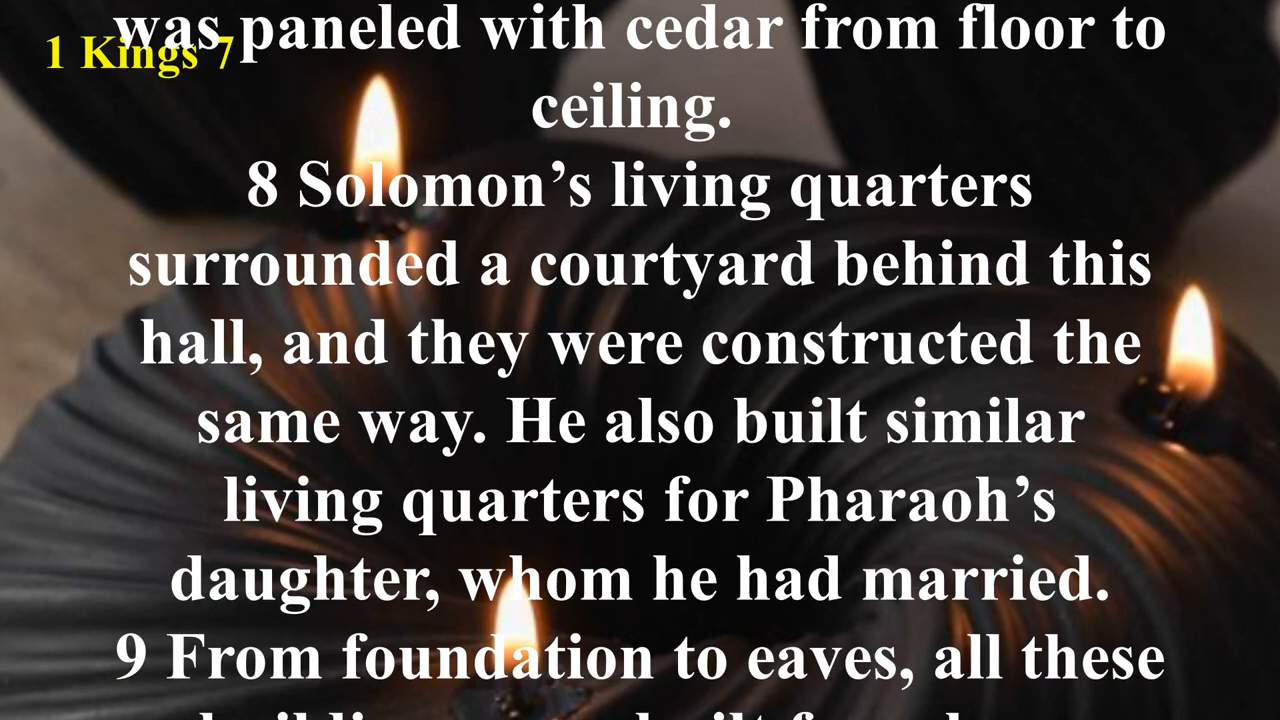 1 Kings 7
was paneled with cedar from floor to
ceiling.
8 Solomon’s living quarters
surrounded a courtyard behind this
hall, and they were constructed the
same way. He also built similar
living quarters for Pharaoh’s
daughter, whom he had married.
9 From foundation to eaves, all these